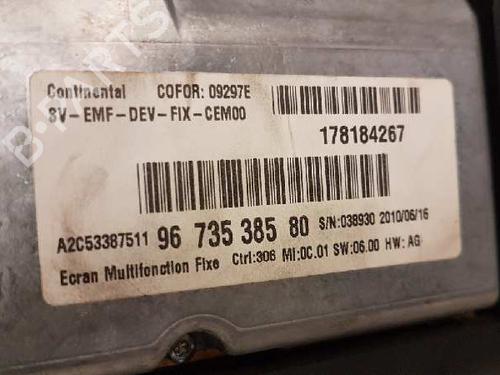 B-PARTS
Continental COFOR: 09297E
SV-EMF-DEV-FIX-CEM00
178184267
A2C53387511 96 735 385 80 S/N:038930 2010/06/16
Ecran Multifonction Fixe Ctrl:306 MI:0C.01 SW:06.00 HW: AG